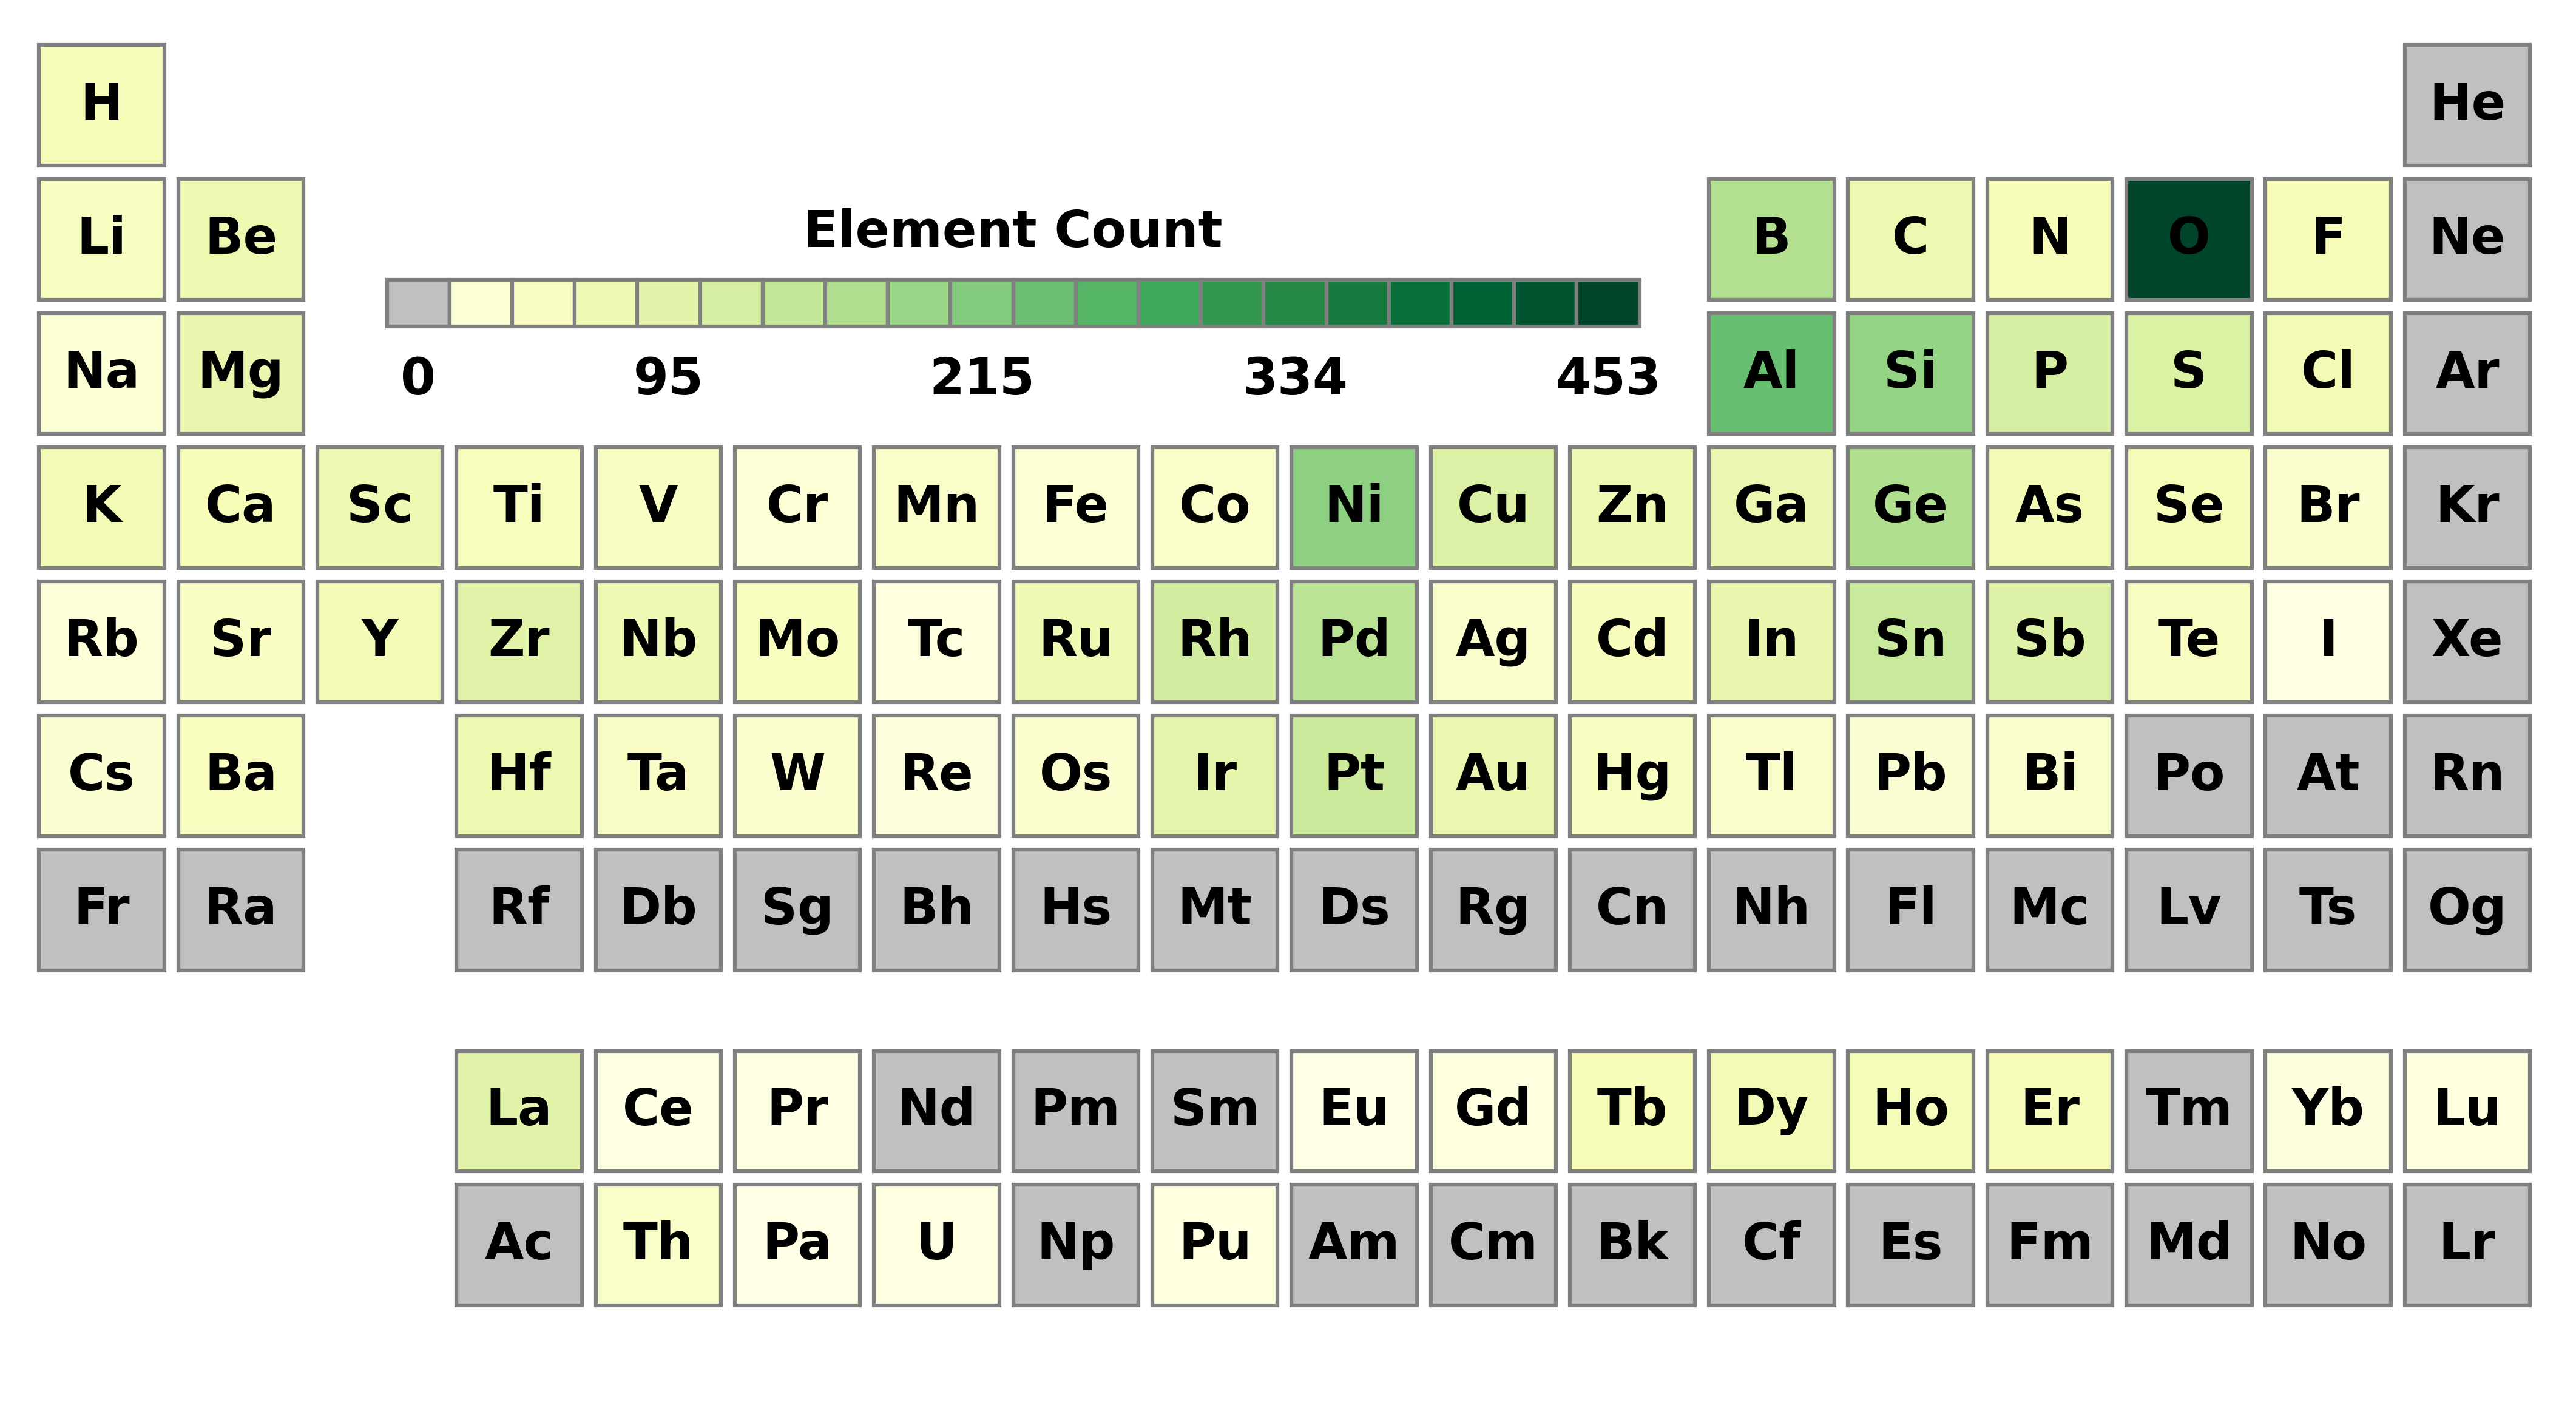 H He
Li Be B C N O F Ne
Element Count
Na Mg Al Si P S Cl Ar
0 95 215 334 453
K Ca Sc Ti V Cr Mn Fe Co Ni Cu Zn Ga Ge As Se Br Kr
Rb Sr Y Zr Nb Mo Tc Ru Rh Pd Ag Cd In Sn Sb Te I Xe
Cs Ba Hf Ta W Re Os Ir Pt Au Hg Tl Pb Bi Po At Rn
Fr Ra Rf Db Sg Bh Hs Mt Ds Rg Cn Nh Fl Mc Lv Ts Og
La Ce Pr Nd Pm Sm Eu Gd Tb Dy Ho Er Tm Yb Lu
Ac Th Pa U Np Pu Am Cm Bk Cf Es Fm Md No Lr